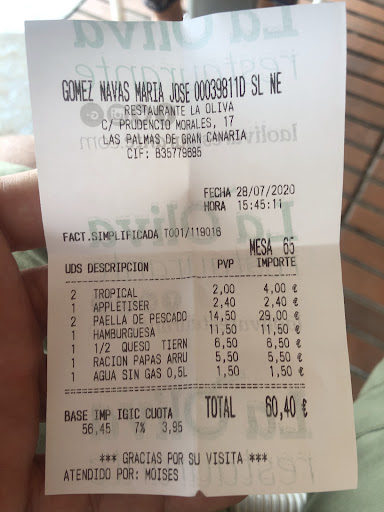 GOMEZ NAVAS MARIA JOSE 00039811D SL NE
RESTAURANTE LA OLIVA
C/ PRUDENCIO MORALES, 17
LAS PALMAS DE GRAN CANARIA
CIF: B35779685
FECHA 28/07/2020
HORA 15:45:11
FACT.SIMPLIFICADA T001/119016
MESA 65
UDS DESCRIPCION PVP IMPORTE
2 TROPICAL 2,00 4,00 €
1 APPLETISER 2,40 2,40 €
2 PAELLA DE PESCADO 14,50 29,00 €
1 HAMBURGUESA 11,50 11,50 €
1 1/2 QUESO TIERN 6,50 6,50 €
1 RACION PAPAS ARRU 5,50 5,50 €
1 AGUA SIN GAS 0,5L 1,50 1,50 €
BASE IMP IGIC CUOTA TOTAL 60,40 €
56,45 7% 3,95
*** GRACIAS POR SU VISITA ***
ATENDIDO POR: MOISES